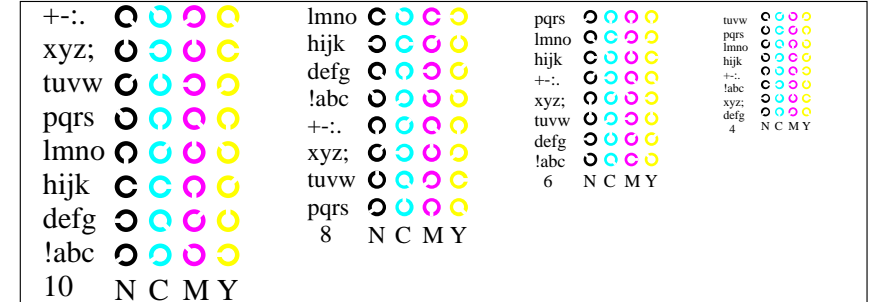 +-:.
xyz;
tuvw
pqrs
lmno
hijk
defg
!abc
10 N C M Y
lmno
hijk
defg
!abc
+-:.
xyz;
tuvw
pqrs
8 N C M Y
pqrs
lmno
hijk
+-:.
xyz;
tuvw
defg
!abc
6 N C M Y
tuvw
pqrs
lmno
hijk
+-:.
!abc
xyz;
defg
4 N C M Y